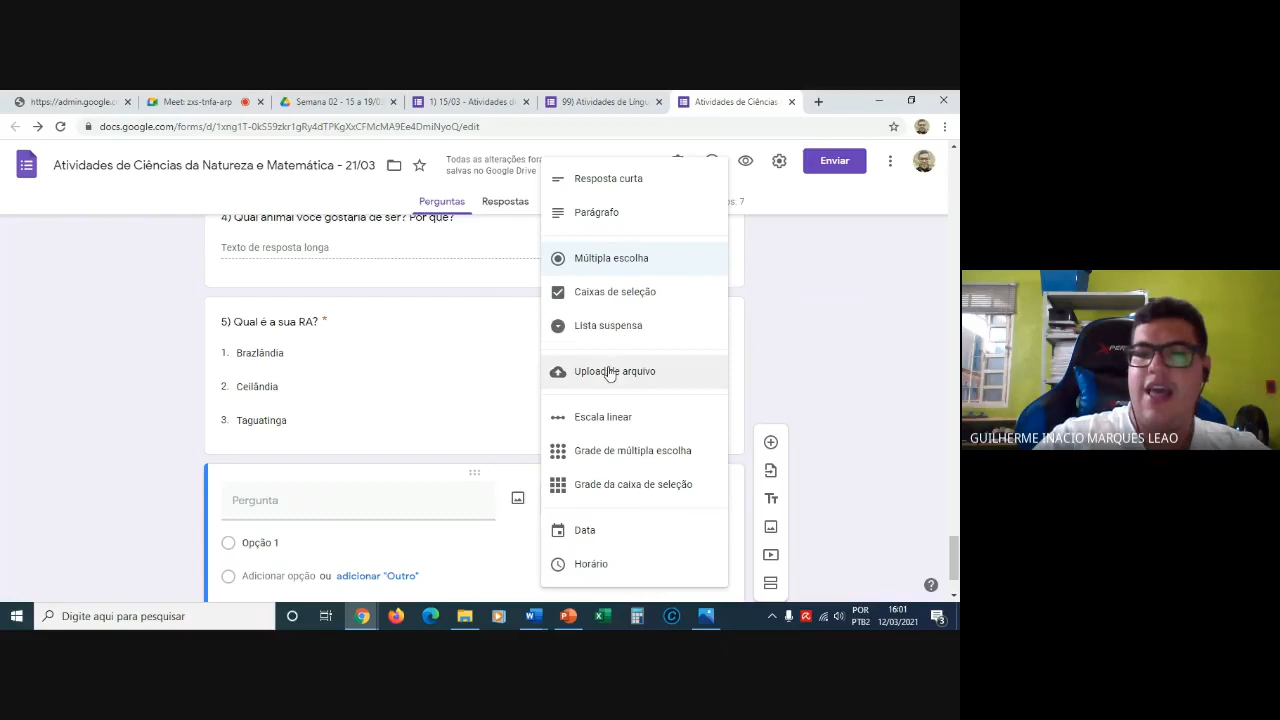 https://admin.google.c
Meet: zxs-tnfa-arp
Semana 02 - 15 a 19/0
1) 15/03 - Atividades d
99) Atividades de Língu
Atividades de Ciências
docs.google.com/forms/d/1xng1T-0kS59zkr1gRy4dTPKgXxCFMcMA9Ee4DmiNyoQ/edit
Atividades de Ciências da Natureza e Matemática - 21/03
Todas as alterações fora
salvas no Google Drive
Enviar
Perguntas
Respostas
os: 7
4) Qual animal você gostaria de ser? Por quê?
Texto de resposta longa
5) Qual é a sua RA? *
1. Brazlândia
2. Ceilândia
3. Taguatinga
Pergunta
Opção 1
Adicionar opção ou adicionar "Outro"
Resposta curta
Parágrafo
Múltipla escolha
Caixas de seleção
Lista suspensa
Upload de arquivo
Escala linear
Grade de múltipla escolha
Grade da caixa de seleção
Data
Horário
Tт
GUILHERME INACIO MARQUES LEAO
Digite aqui para pesquisar
POR
PTB2
16:01
12/03/2021
3